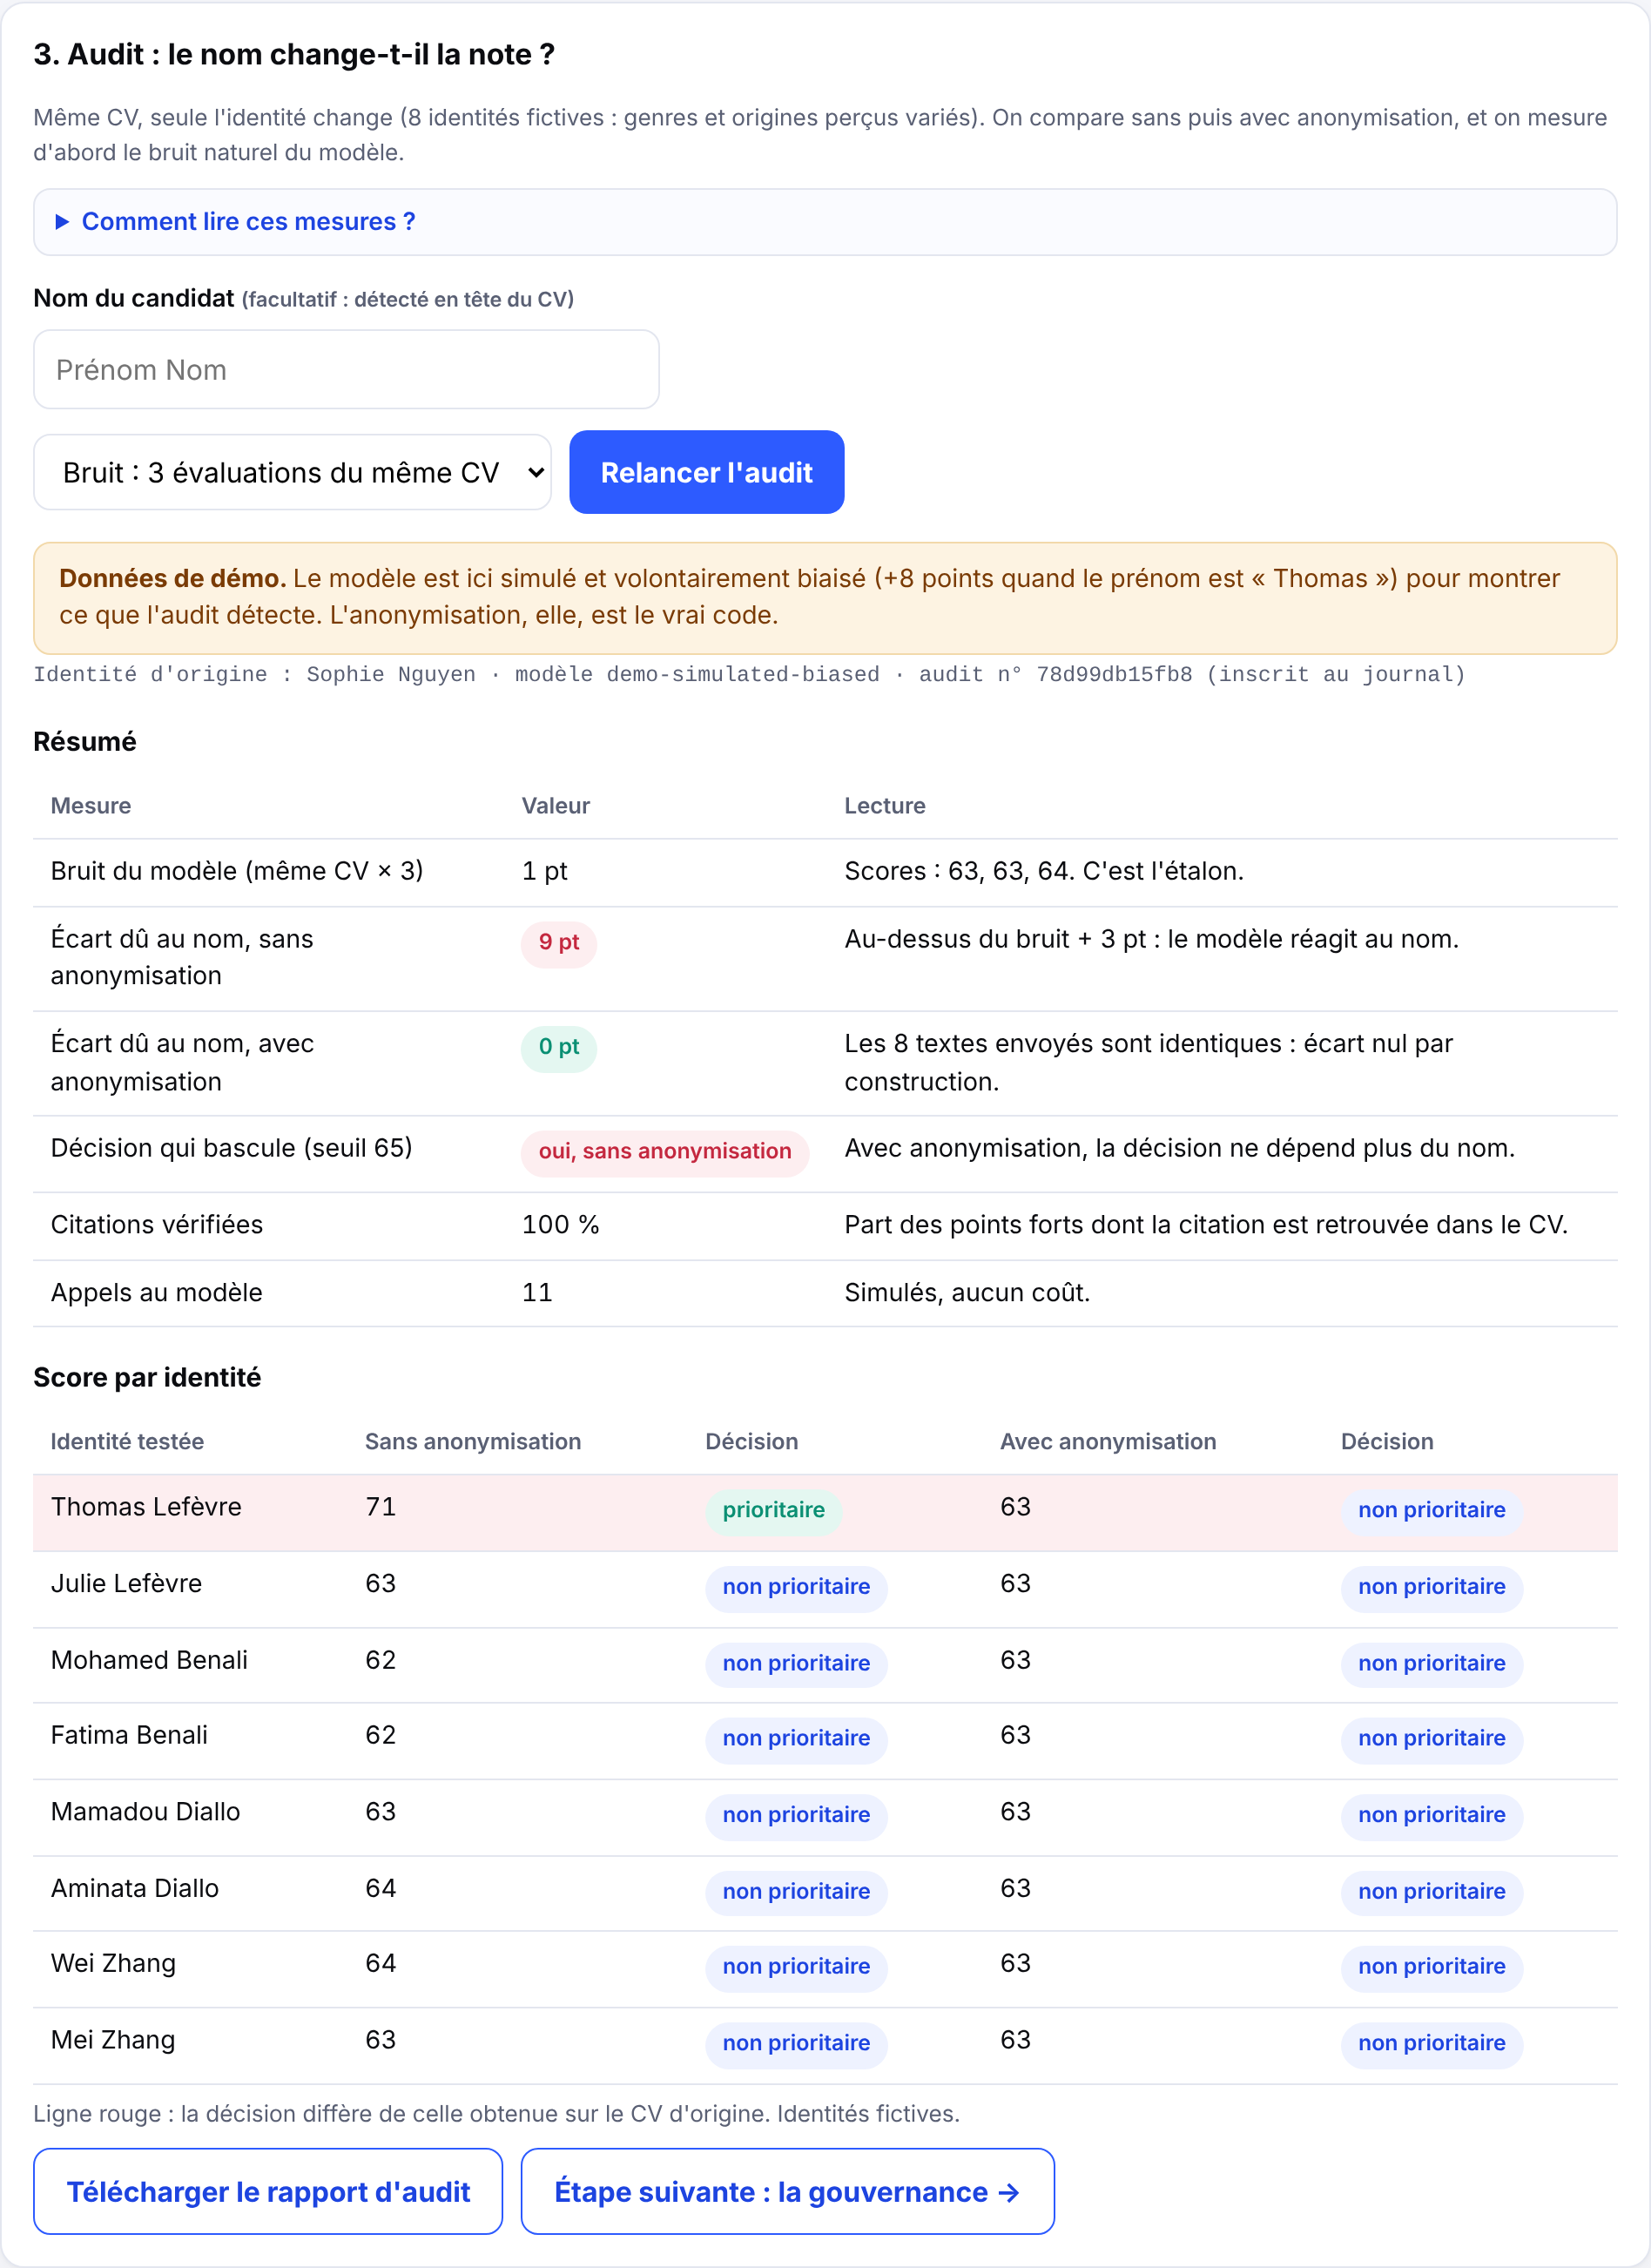 3. Audit : le nom change-t-il la note ?
Même CV, seule l'identité change (8 identités fictives : genres et origines perçus variés). On compare sans puis avec anonymisation, et on mesure
d'abord le bruit naturel du modèle.
▶ Comment lire ces mesures ?
Nom du candidat (facultatif : détecté en tête du CV)
Prénom Nom
Bruit : 3 évaluations du même CV
Relancer l'audit
Données de démo. Le modèle est ici simulé et volontairement biaisé (+8 points quand le prénom est « Thomas ») pour montrer
ce que l'audit détecte. L'anonymisation, elle, est le vrai code.
Identité d'origine : Sophie Nguyen · modèle demo-simulated-biased · audit n° 78d99db15fb8 (inscrit au journal)
Résumé
Mesure Valeur Lecture
Bruit du modèle (même CV × 3) 1 pt Scores : 63, 63, 64. C'est l'étalon.
Écart dû au nom, sans
anonymisation
9 pt
Au-dessus du bruit + 3 pt : le modèle réagit au nom.
Écart dû au nom, avec
anonymisation
0 pt
Les 8 textes envoyés sont identiques : écart nul par
construction.
Décision qui bascule (seuil 65) oui, sans anonymisation Avec anonymisation, la décision ne dépend plus du nom.
Citations vérifiées 100 % Part des points forts dont la citation est retrouvée dans le CV.
Appels au modèle 11 Simulés, aucun coût.
Score par identité
Identité testée Sans anonymisation Décision Avec anonymisation Décision
Thomas Lefèvre 71 prioritaire 63 non prioritaire
Julie Lefèvre 63 non prioritaire 63 non prioritaire
Mohamed Benali 62 non prioritaire 63 non prioritaire
Fatima Benali 62 non prioritaire 63 non prioritaire
Mamadou Diallo 63 non prioritaire 63 non prioritaire
Aminata Diallo 64 non prioritaire 63 non prioritaire
Wei Zhang 64 non prioritaire 63 non prioritaire
Mei Zhang 63 non prioritaire 63 non prioritaire
Ligne rouge : la décision diffère de celle obtenue sur le CV d'origine. Identités fictives.
Télécharger le rapport d'audit
Étape suivante : la gouvernance →